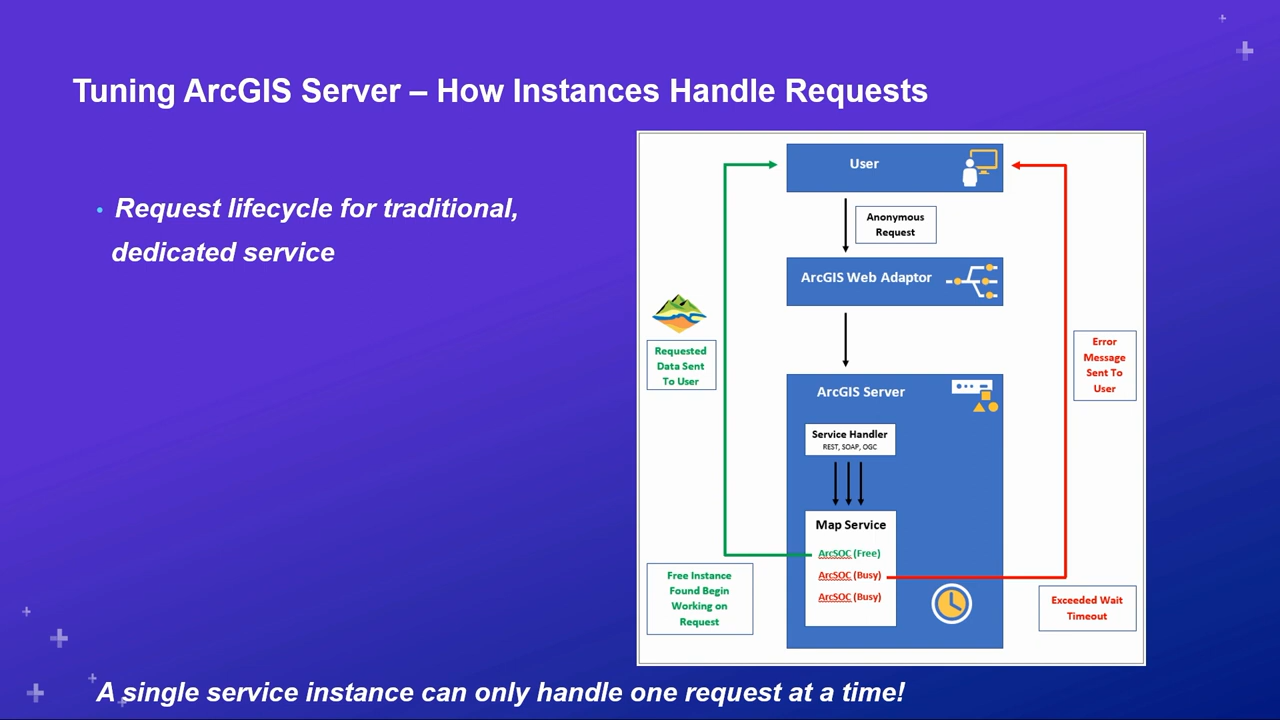 Tuning ArcGIS Server – How Instances Handle Requests
• Request lifecycle for traditional,
dedicated service
User
Anonymous
Request
ArcGIS Web Adaptor
Requested
Data Sent
To User
Error
Message
Sent To
User
ArcGIS Server
Service Handler
REST, SOAP, OGC
Map Service
ArcSOC (Free)
ArcSOC (Busy)
ArcSOC (Busy)
Free Instance
Found Begin
Working on
Request
Exceeded Wait
Timeout
A single service instance can only handle one request at a time!